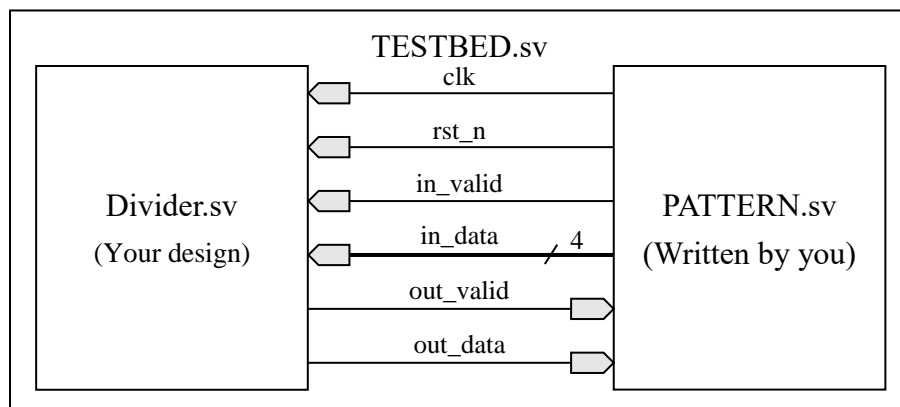 TESTBED.sv
clk
rst_n
in_valid
Divider.sv
PATTERN.sv
in_data
4
(Your design)
(Written by you)
out_valid
out_data